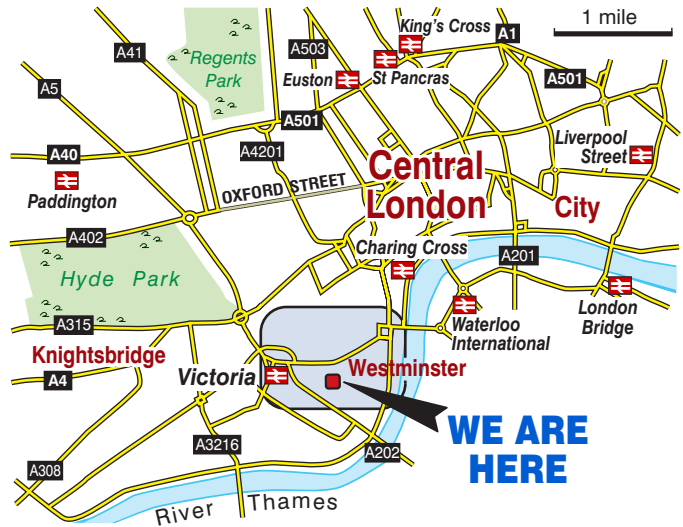 King's Cross
1 mile
A41
A503
A1
Regents
Park
Euston
St Pancras
A501
A5
A501
A40
A4201
Central
London
Liverpool
Street
Paddington
OXFORD STREET
City
A402
Charing Cross
A201
Hyde Park
London
Bridge
A315
Waterloo
International
Knightsbridge
Westminster
A4
Victoria
WE ARE
HERE
A3216
A202
A308
River Thames